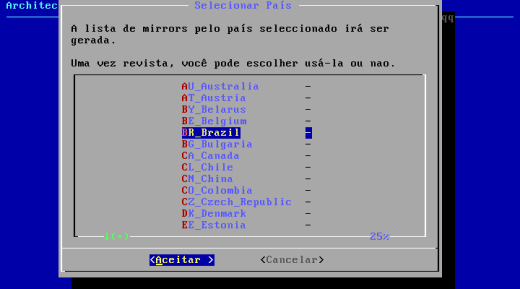 Architec
Selecionar País
A lista de mirrors pelo país seleccionado irá ser
gerada.
Uma vez revista, você pode escolher usá-la ou nao.
AU_Australia -
AT_Austria -
BY_Belarus -
BE_Belgium -
BR_Brazil -
BG_Bulgaria -
CA_Canada -
CL_Chile -
CN_China -
CO_Colombia -
CZ_Czech_Republic -
DK_Denmark -
EE_Estonia -
25%
<Aceitar > <Cancelar>